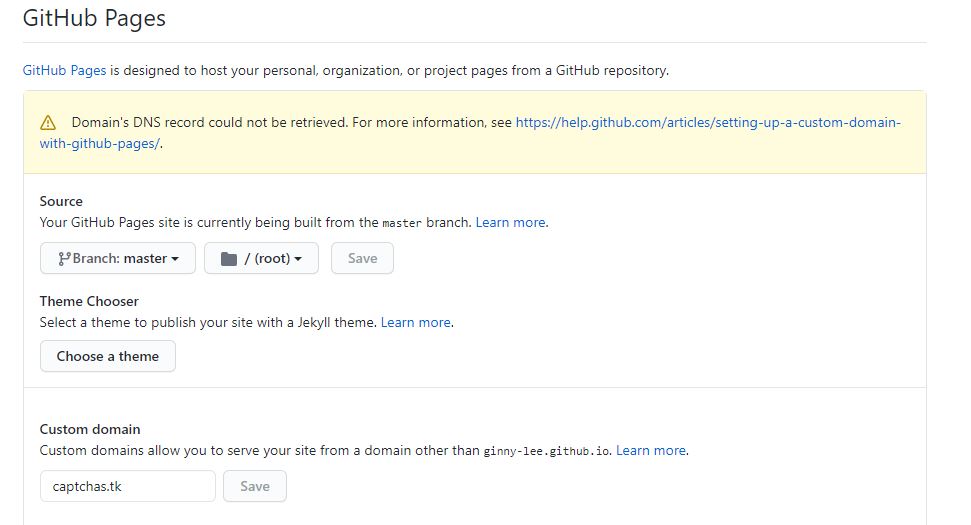 GitHub Pages
GitHub Pages is designed to host your personal, organization, or project pages from a GitHub repository.
Domain's DNS record could not be retrieved. For more information, see https://help.github.com/articles/setting-up-a-custom-domain-
with-github-pages/.
Source
Your GitHub Pages site is currently being built from the master branch. Learn more.
Branch: master / (root) Save
Theme Chooser
Select a theme to publish your site with a Jekyll theme. Learn more.
Choose a theme
Custom domain
Custom domains allow you to serve your site from a domain other than ginny-lee.github.io. Learn more.
captchas.tk Save